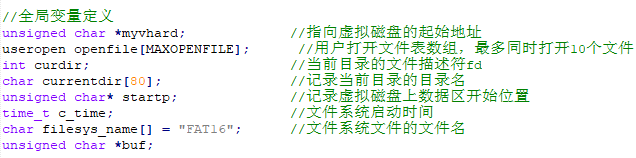 //全局变量定义
unsigned char *myvhard; //指向虚拟磁盘的起始地址
useropen openfile[MAXOPENFILE]; //用户打开文件表数组，最多同时打开10个文件
int curdir; //当前目录的文件描述符fd
char currentdir[80]; //记录当前目录的目录名
unsigned char* startp; //记录虚拟磁盘上数据区开始位置
time_t c_time; //文件系统启动时间
char filesys_name[] = "FAT16"; //文件系统文件的文件名
unsigned char *buf;